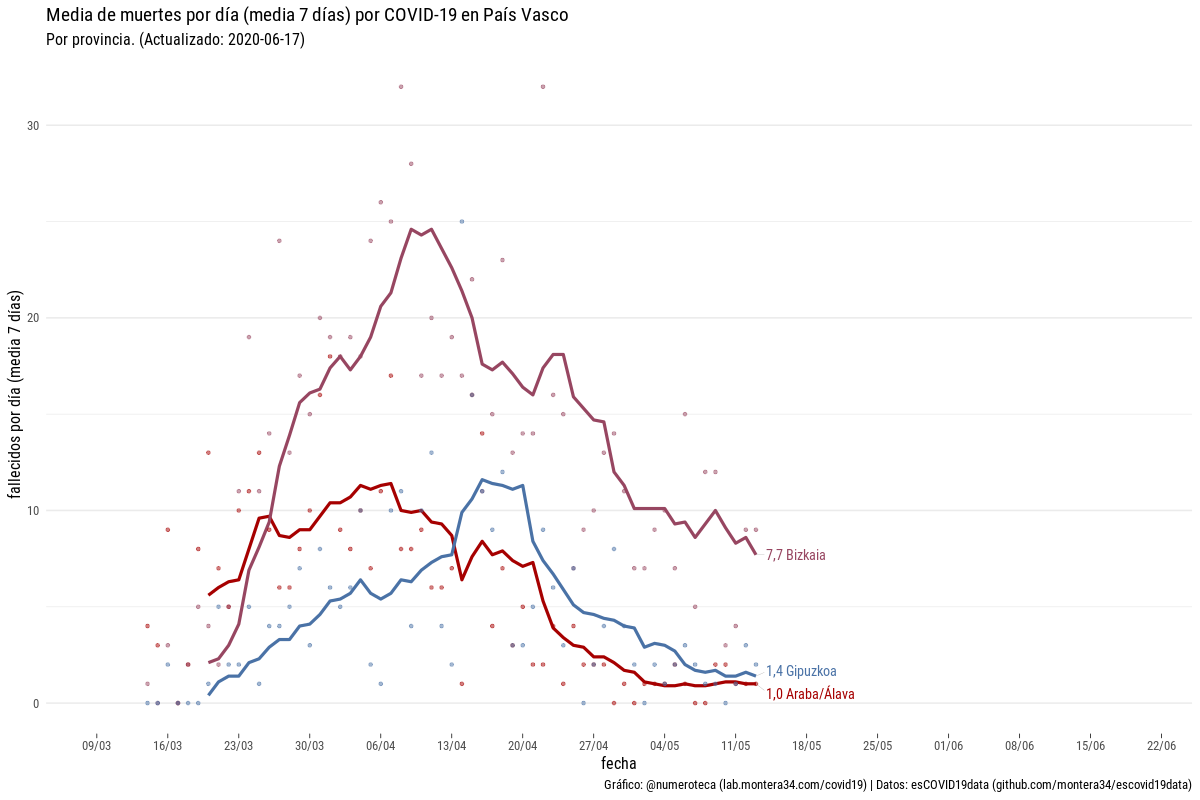 Media de muertes por día (media 7 días) por COVID-19 en País Vasco
Por provincia. (Actualizado: 2020-06-17)
fallecidos por día (media 7 días)
30
20
10
0
7,7 Bizkaia
1,4 Gipuzkoa
1,0 Araba/Álava
09/03 16/03 23/03 30/03 06/04 13/04 20/04 27/04 04/05 11/05 18/05 25/05 01/06 08/06 15/06 22/06
fecha
Gráfico: @numeroteca (lab.montera34.com/covid19) | Datos: esCOVID19data (github.com/montera34/escovid19data)